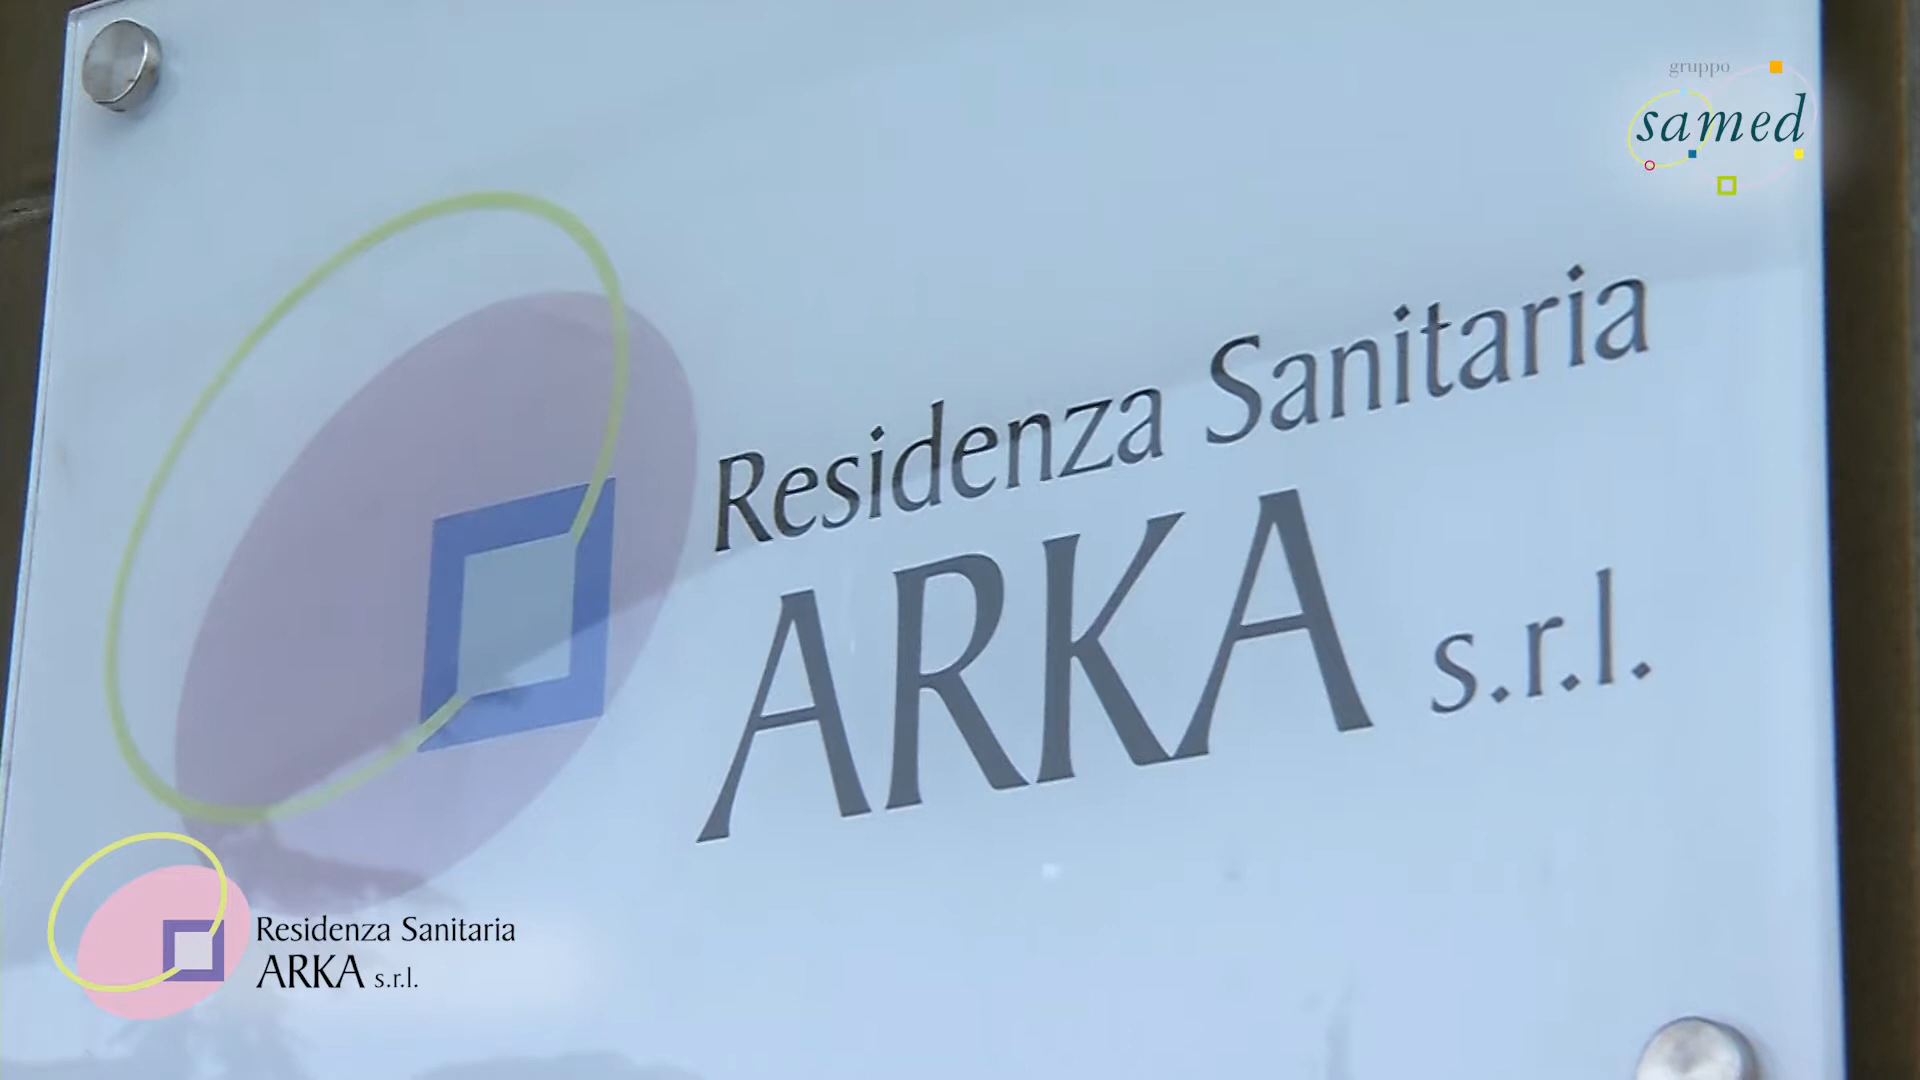 gruppo
samed
Residenza Sanitaria
ARKA s.r.l.
Residenza Sanitaria
ARKA s.r.l.